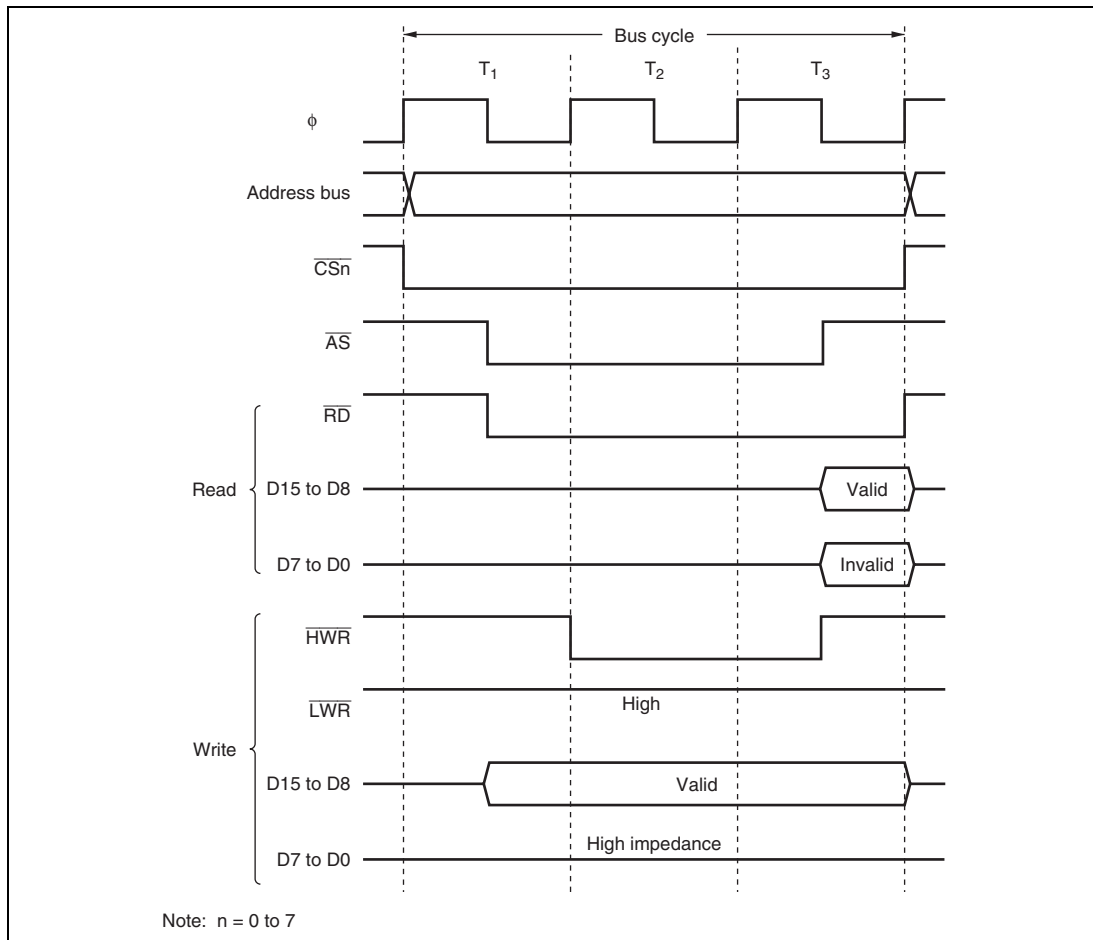 Bus cycle
T1 T2 T3
ϕ
Address bus
CSn
AS
RD
Read D15 to D8 Valid
D7 to D0 Invalid
HWR
LWR High
Write
D15 to D8 Valid
D7 to D0 High impedance
Note: n = 0 to 7